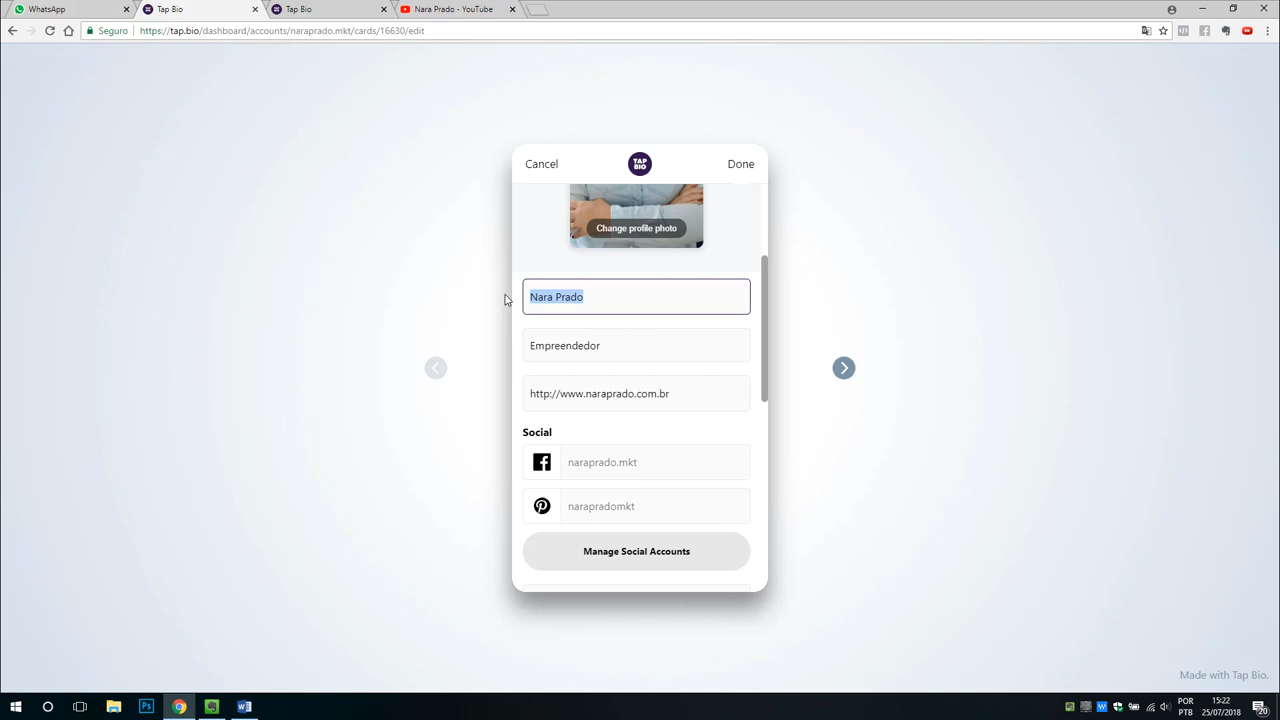 WhatsApp
Tap Bio
Tap Bio
Nara Prado - YouTube
Seguro
https://tap.bio/dashboard/accounts/naraprado.mkt/cards/16630/edit
Cancel
TAP
BIO
Done
Change profile photo
Nara Prado
Empreendedor
http://www.naraprado.com.br
Social
naraprado.mkt
narapradomkt
Manage Social Accounts
Made with Tap Bio.
POR
15:22
PTB
25/07/2018
20